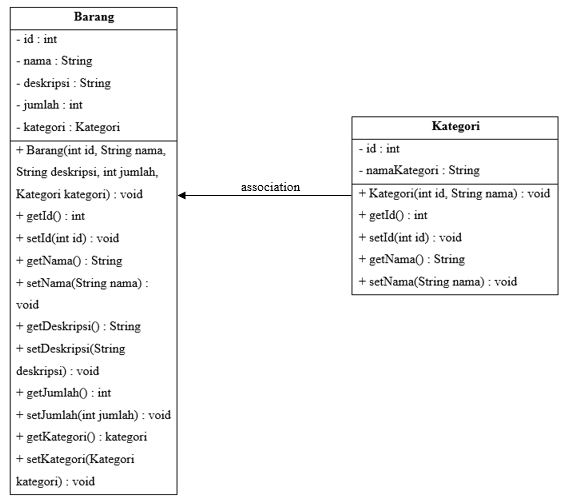 Barang
- id : int
- nama : String
- deskripsi : String
- jumlah : int
- kategori : Kategori
+ Barang(int id, String nama,
String deskripsi, int jumlah,
Kategori kategori) : void
+ getId() : int
+ setId(int id) : void
+ getNama() : String
+ setNama(String nama) :
void
+ getDeskripsi() : String
+ setDeskripsi(String
deskripsi) : void
+ getJumlah() : int
+ setJumlah(int jumlah) : void
+ getKategori() : kategori
+ setKategori(Kategori
kategori) : void
association
Kategori
- id : int
- namaKategori : String
+ Kategori(int id, String nama) : void
+ getId() : int
+ setId(int id) : void
+ getNama() : String
+ setNama(String nama) : void